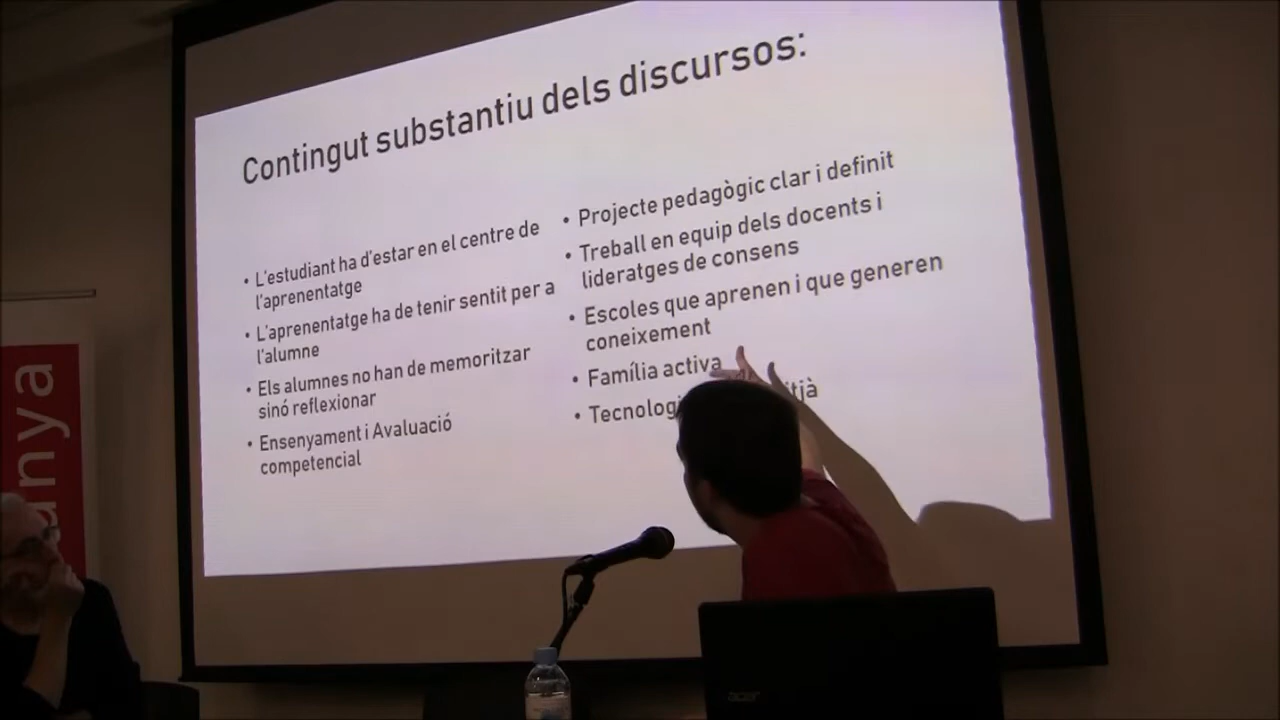 Contingut substantiu dels discursos:
• L'estudiant ha d'estar en el centre de
l'aprenentatge
• L'aprenentatge ha de tenir sentit per a
l'alumne
• Els alumnes no han de memoritzar
sinó reflexionar
• Ensenyament i Avaluació
competencial
• Projecte pedagògic clar i definit
• Treball en equip dels docents i
lideratges de consens
• Escoles que aprenen i que generen
coneixement
• Família activa
anya
acer